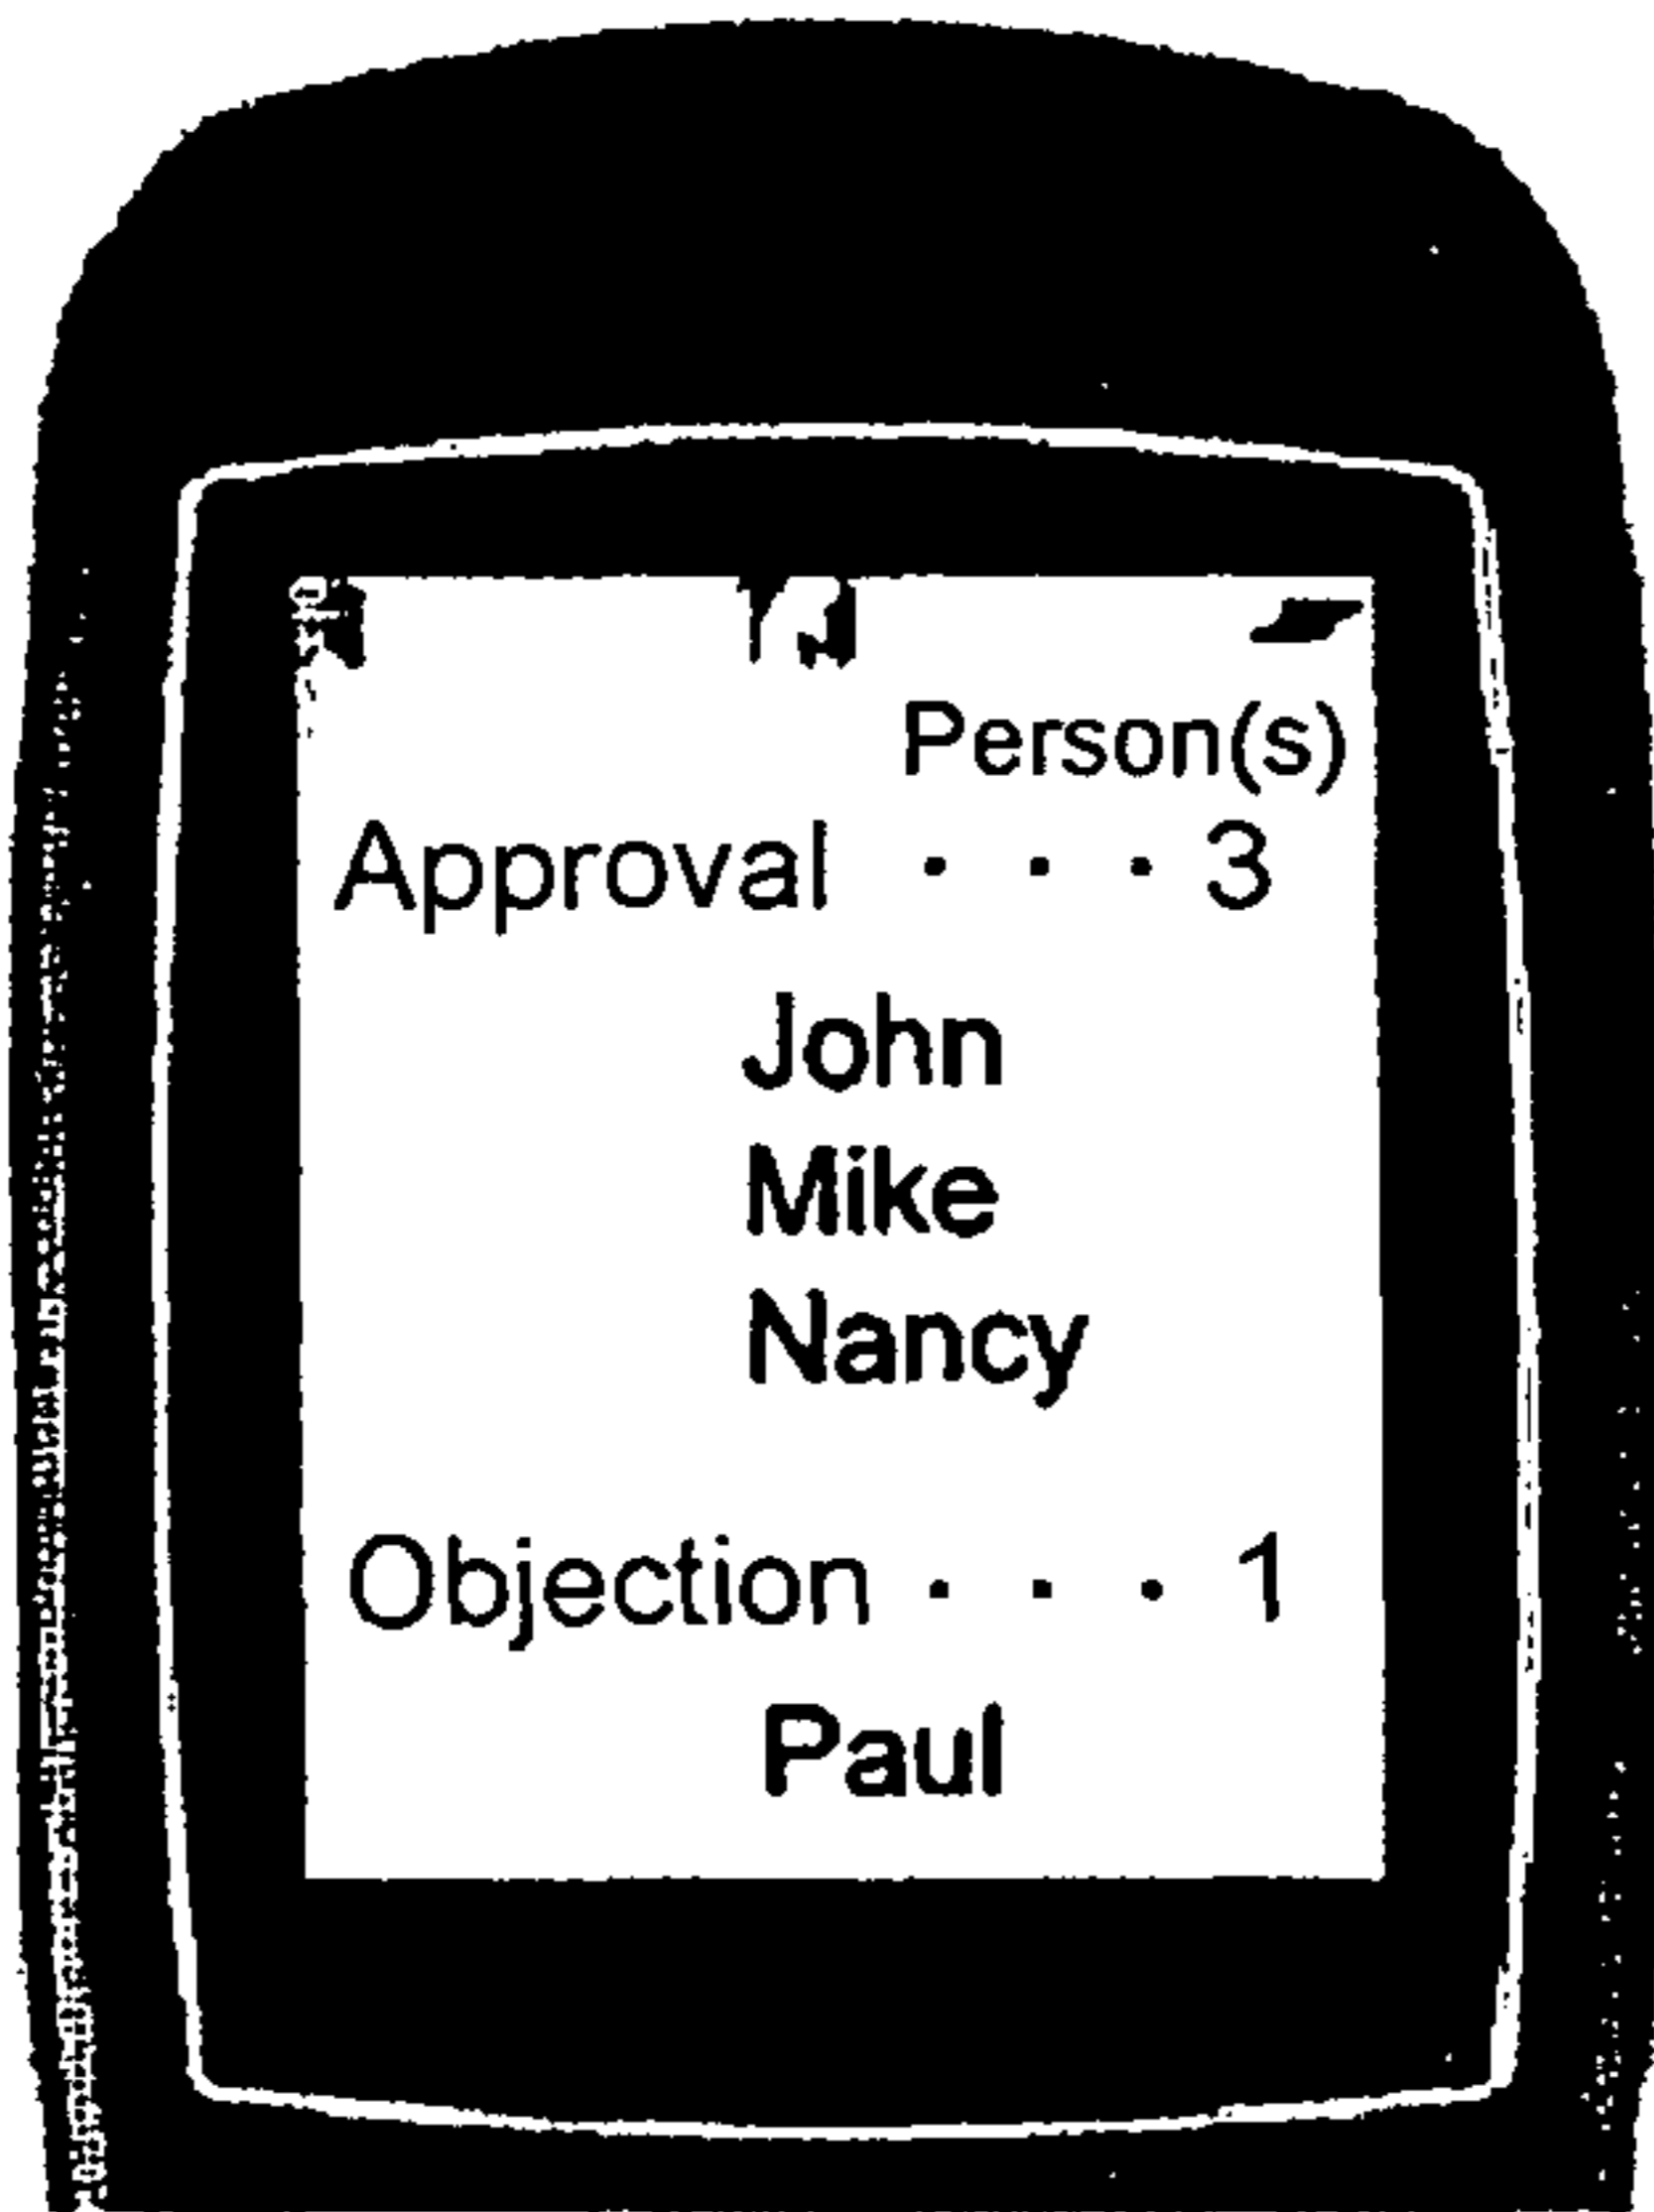 Person(s)
Approval · · · 3
John
Mike
Nancy
Objection · · · 1
Paul